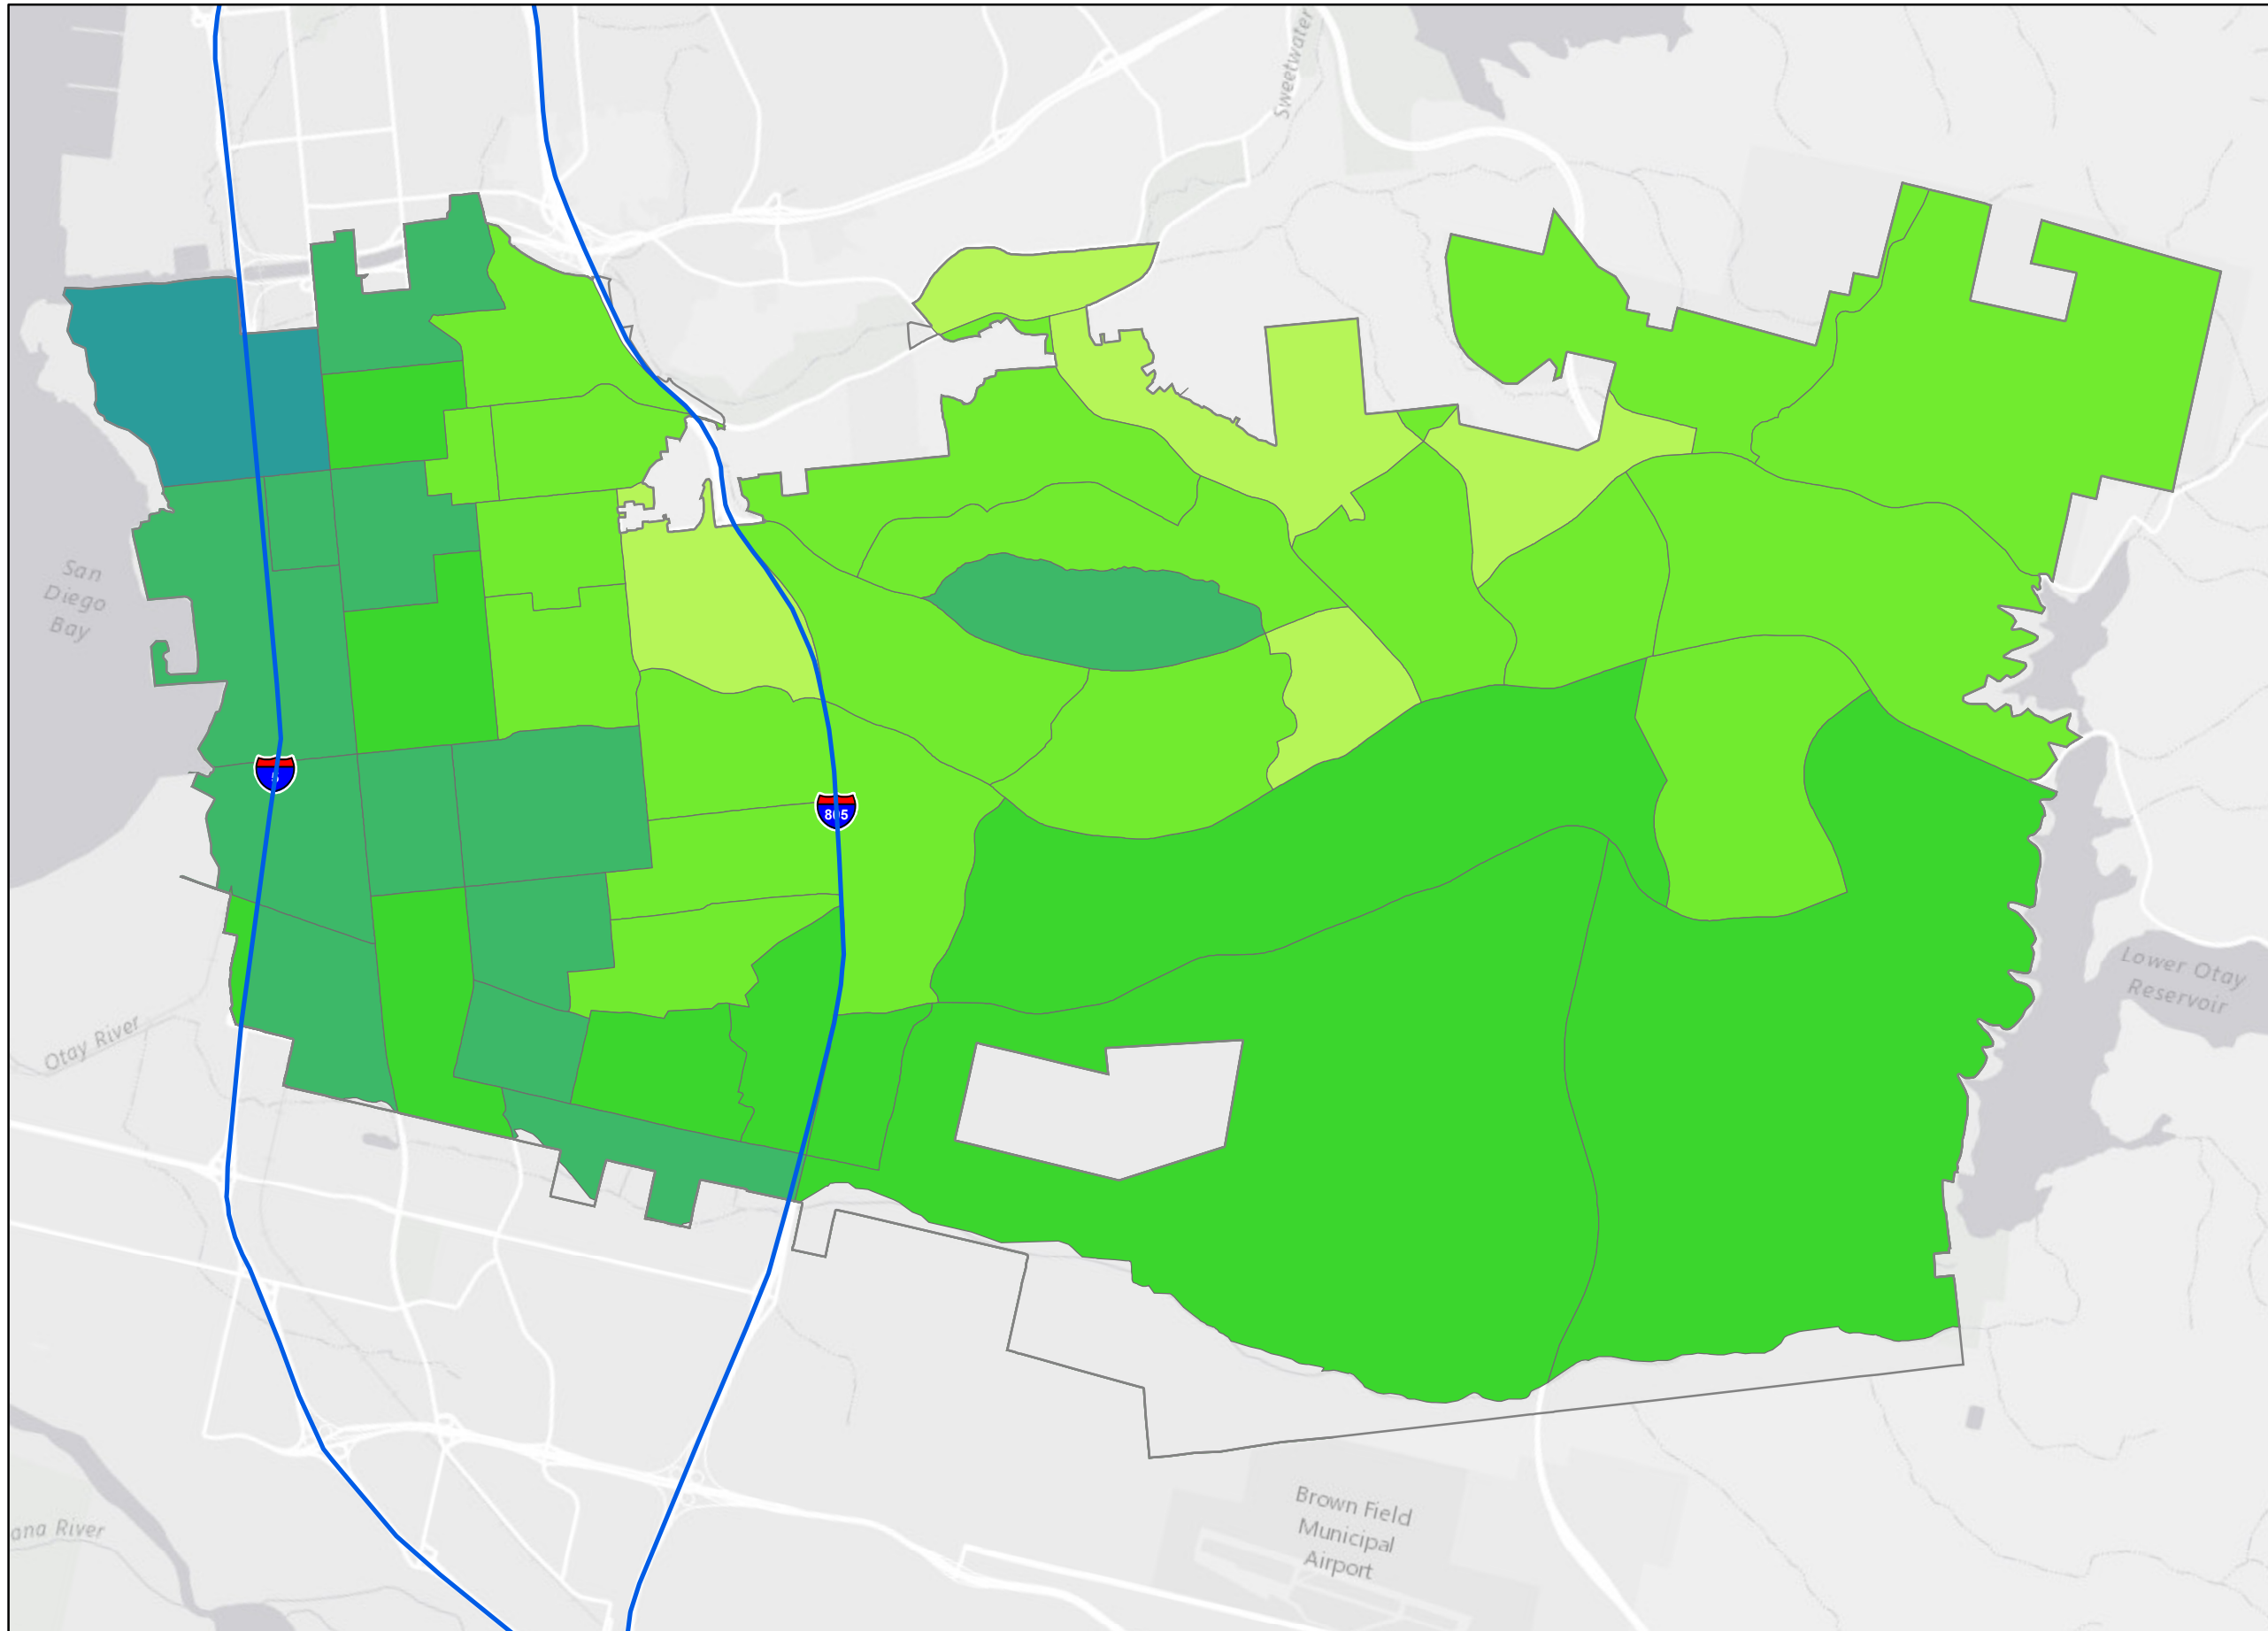 Sweetwater
San
Diego
Bay
5
805
Lower Otay
Reservoir
Otay River
Brown Field
Municipal
Airport
ana River